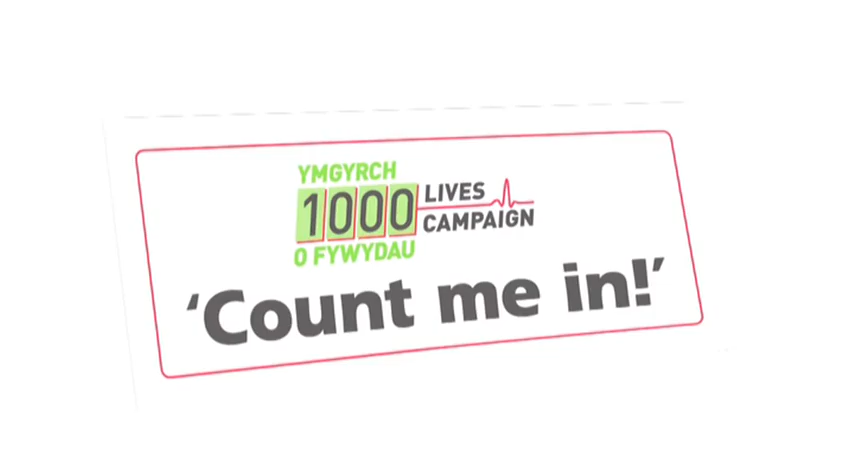 YMGYRCH
1000 LIVES
CAMPAIGN
O FYWYDAU
‘Count me in!’